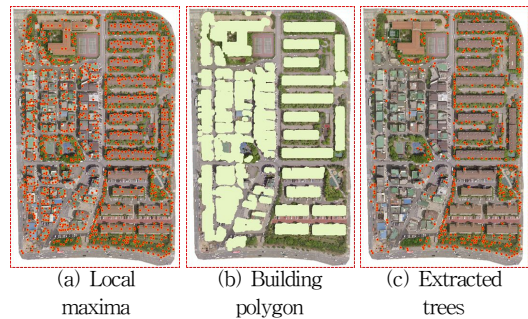 (a) Local
maxima
(b) Building
polygon
(c) Extracted
trees